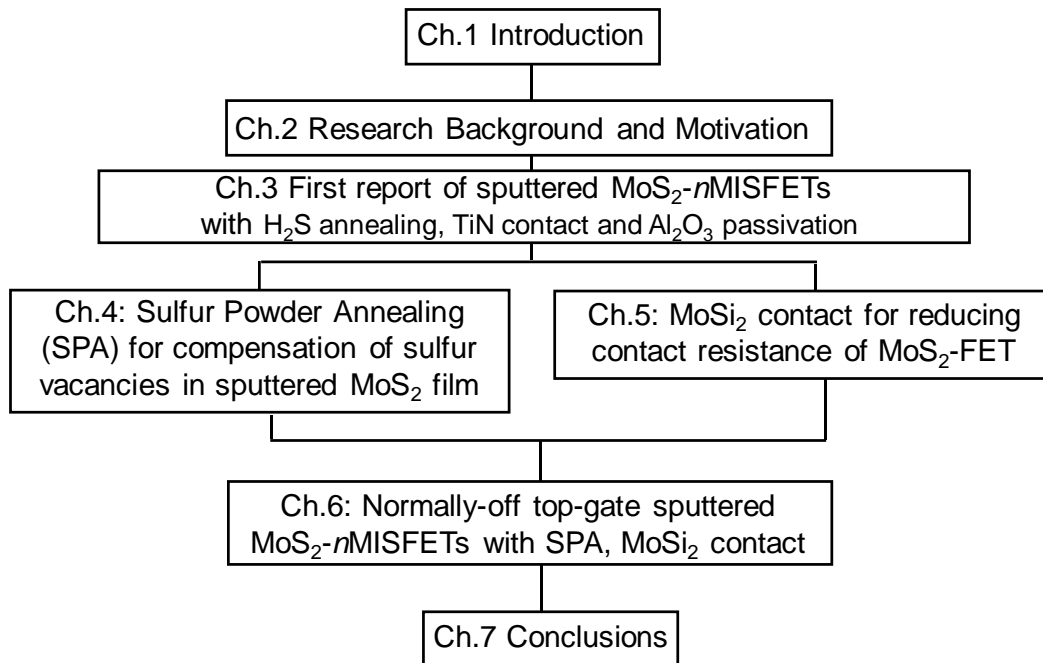 Ch.1 Introduction
Ch.2 Research Background and Motivation
Ch.3 First report of sputtered MoS₂-nMISFETs
with H₂S annealing, TiN contact and Al₂O₃ passivation
Ch.4: Sulfur Powder Annealing
(SPA) for compensation of sulfur
vacancies in sputtered MoS₂ film
Ch.5: MoSi₂ contact for reducing
contact resistance of MoS₂-FET
Ch.6: Normally-off top-gate sputtered
MoS₂-nMISFETs with SPA, MoSi₂ contact
Ch.7 Conclusions